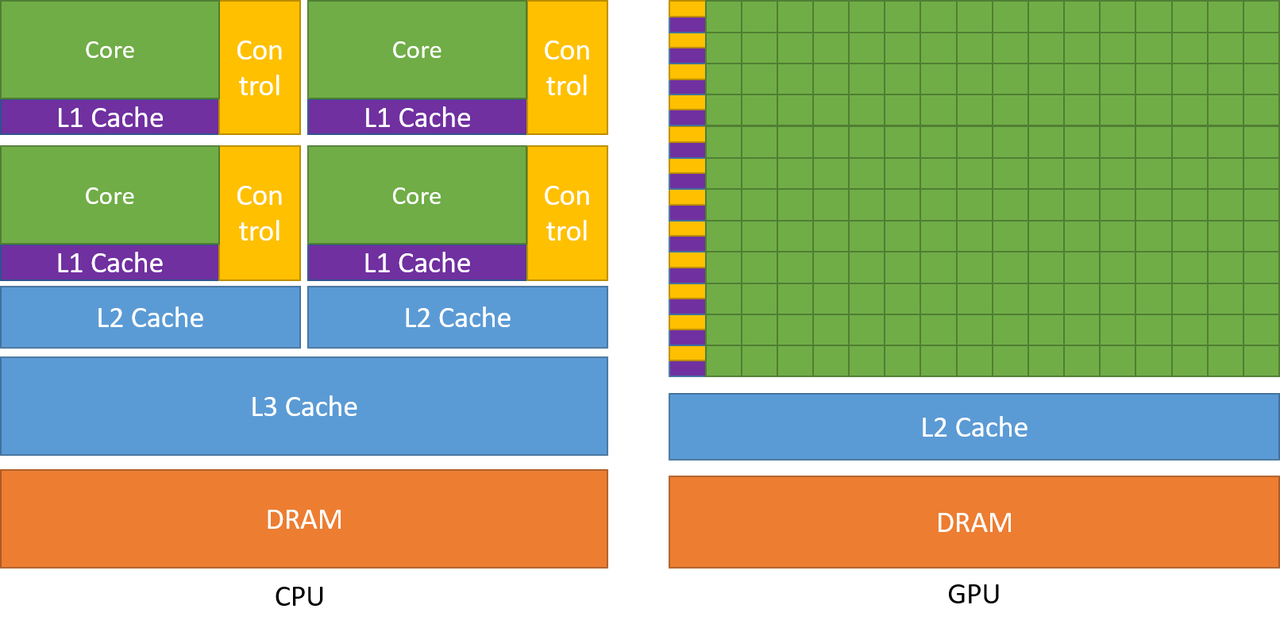 Core
Con
trol
L1 Cache
Core
Con
trol
L1 Cache
Core
Con
trol
L1 Cache
Core
Con
trol
L1 Cache
L2 Cache
L2 Cache
L3 Cache
DRAM
CPU
L2 Cache
DRAM
GPU